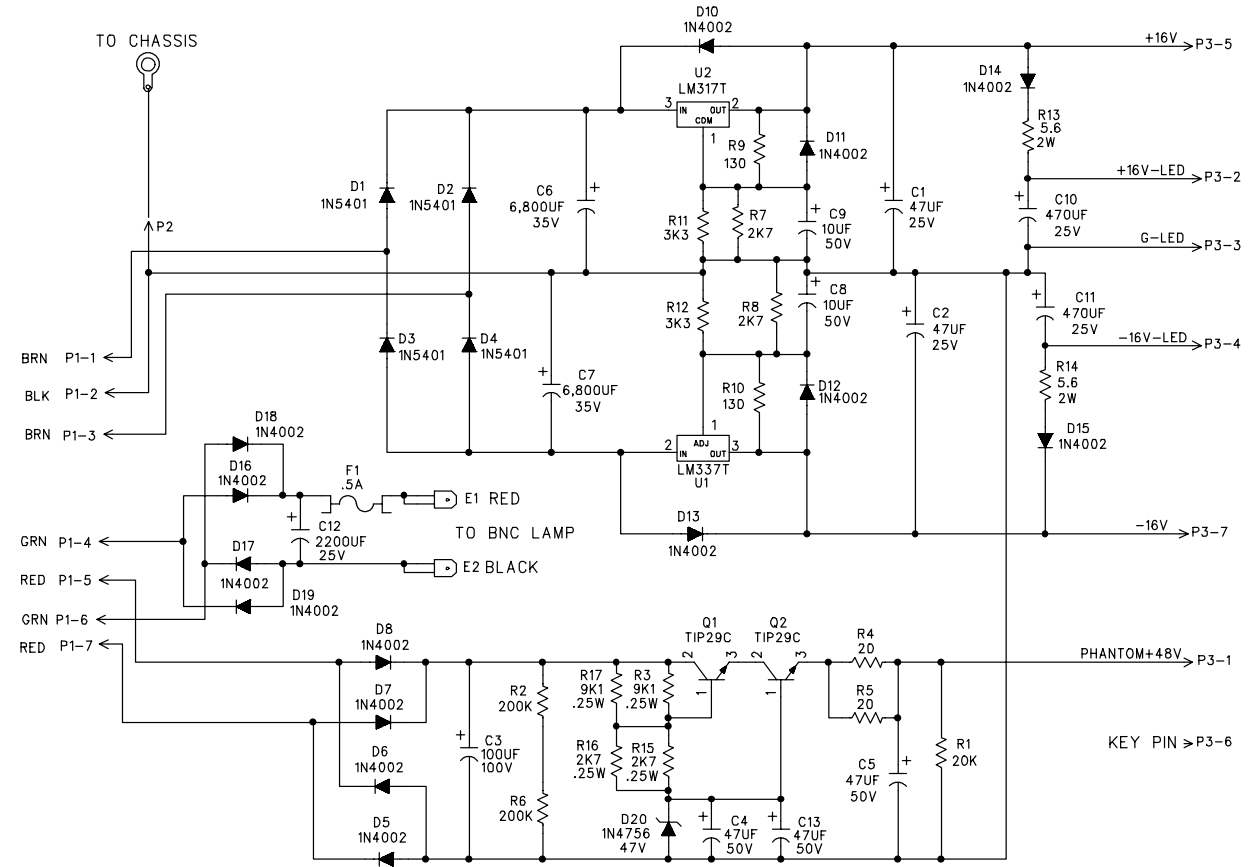 TO CHASSIS
P2
D10
1N4002
+16V
P3-5
U2
LM317T
3
IN
OUT
2
COM
1
D14
1N4002
R13
5.6
2W
R9
130
D11
1N4002
+16V-LED
P3-2
D1
1N5401
D2
1N5401
C6
+
6,800UF
35V
R11
3K3
R7
2K7
+
C9
10UF
50V
+
C1
47UF
25V
+
C10
470UF
25V
G-LED
P3-3
R12
3K3
R8
2K7
+
C8
10UF
50V
+
C2
47UF
25V
+
C11
470UF
25V
BRN P1-1
D3
1N5401
D4
1N5401
-16V-LED
P3-4
BLK P1-2
+
C7
6,800UF
35V
R10
130
D12
1N4002
R14
5.6
2W
BRN P1-3
D18
1N4002
1
2
IN
ADJ
OUT
3
LM337T
U1
D15
1N4002
D16
1N4002
F1
.5A
E1 RED
+
C12
2200UF
25V
TO BNC LAMP
D13
1N4002
-16V
P3-7
GRN P1-4
D17
1N4002
E2 BLACK
RED P1-5
D19
1N4002
GRN P1-6
RED P1-7
D8
1N4002
Q1
TIP29C
2
3
1
Q2
TIP29C
2
3
1
R4
20
PHANTOM+48V
P3-1
D7
1N4002
R2
200K
R17
9K1
.25W
R3
9K1
.25W
R5
20
+
C3
100UF
100V
D6
1N4002
R16
2K7
.25W
R15
2K7
.25W
+
C5
47UF
50V
R1
20K
KEY PIN
P3-6
R6
200K
D5
1N4002
D20
1N4756
47V
+
C4
47UF
50V
+
C13
47UF
50V